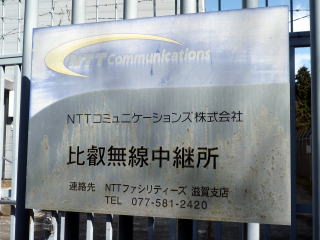 NTT Communications
NTTコミュニケーションズ株式会社
比叡無線中継所
連絡先 NTTファシリティーズ 滋賀支店
TEL 077-581-2420